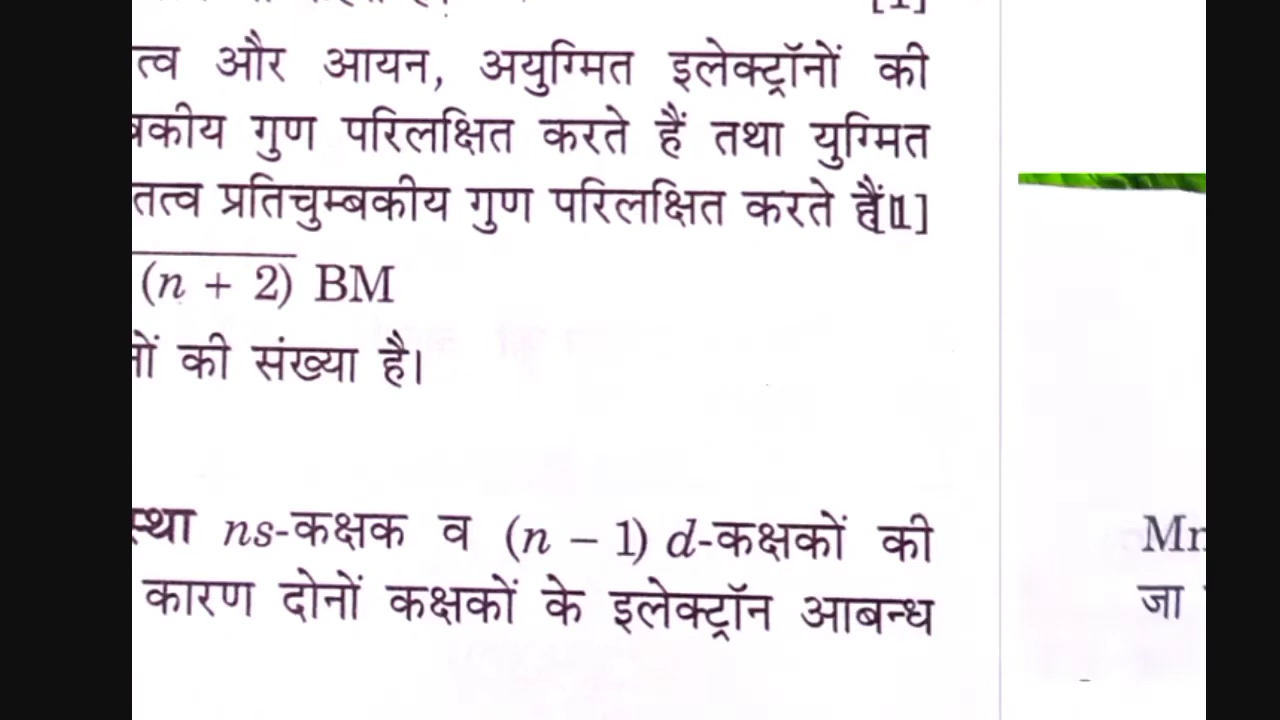 [1]
और आयन, अयुग्मित इलेक्ट्रॉनों की
गुण परिलक्षित करते हैं तथा युग्मित
तत्व प्रतिचुम्बकीय गुण परिलक्षित करते हैं[1]
(n + 2) BM
की संख्या है।
ns-कक्षक व (n − 1) d-कक्षकों की
कारण दोनों कक्षकों के इलेक्ट्रॉन आबन्ध
Mn
जा